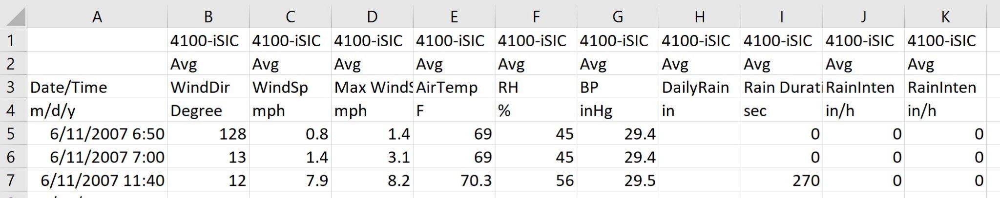 A B C D E F G H I J K
1 4100-iSIC 4100-iSIC 4100-iSIC 4100-iSIC 4100-iSIC 4100-iSIC 4100-iSIC 4100-iSIC 4100-iSIC 4100-iSIC
2 Avg Avg Avg Avg Avg Avg Avg Avg Avg Avg
3 Date/Time WindDir WindSp Max WindS AirTemp RH BP DailyRain Rain Durati RainInten RainInten
4 m/d/y Degree mph mph F % inHg in sec in/h in/h
5 6/11/2007 6:50 128 0.8 1.4 69 45 29.4 0 0 0
6 6/11/2007 7:00 13 1.4 3.1 69 45 29.4 0 0 0
7 6/11/2007 11:40 12 7.9 8.2 70.3 56 29.5 270 0 0